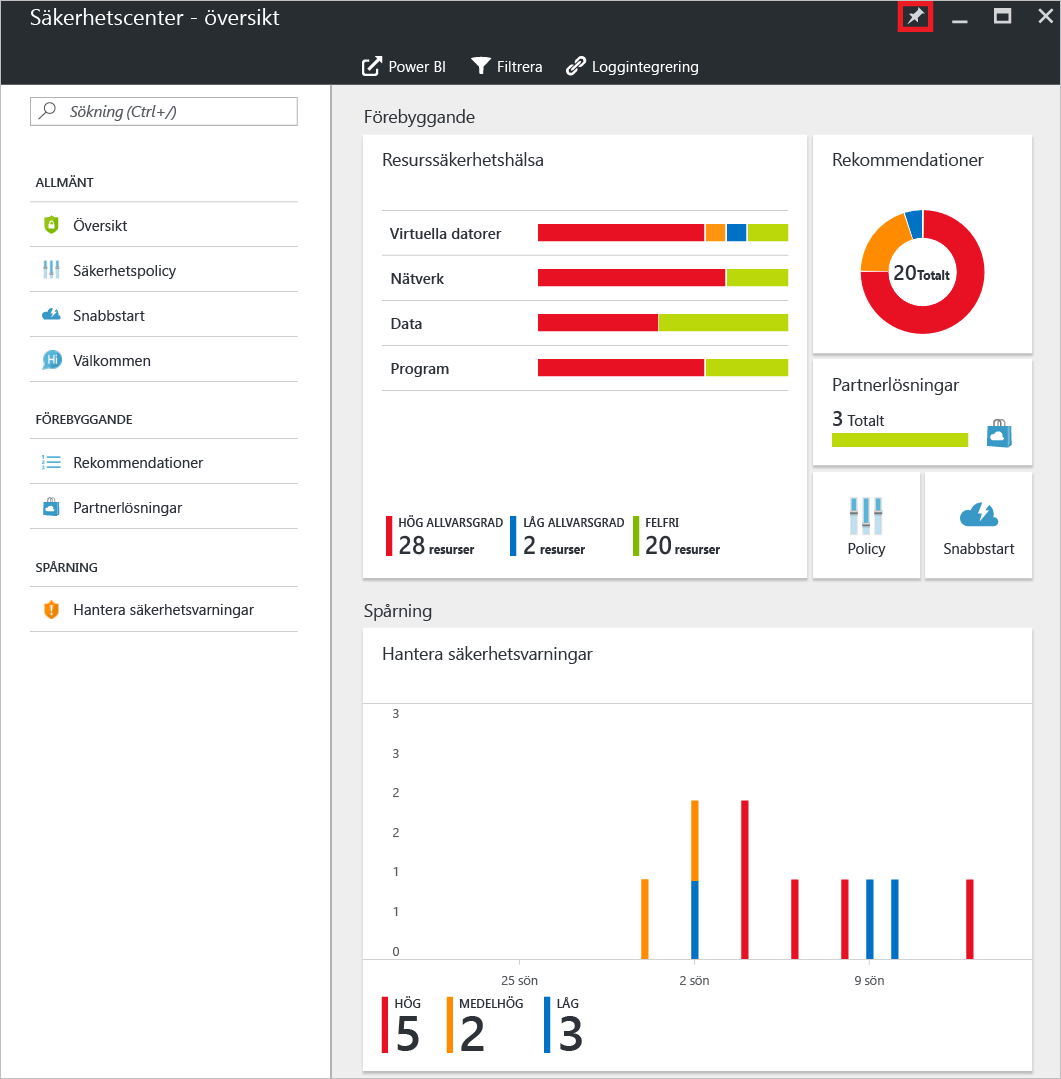 Säkerhetscenter - översikt
Power BI
Filtrera
Loggintegrering
Sökning (Ctrl+/)
ALLMÄNT
Översikt
Säkerhetspolicy
Snabbstart
Hi
Välkommen
FÖREBYGGANDE
Rekommendationer
Partnerlösningar
SPÅRNING
Hantera säkerhetsvarningar
Förebyggande
Resurssäkerhetshälsa
Virtuella datorer
Nätverk
Data
Program
HÖG ALLVARSGRAD
28 resurser
LÅG ALLVARSGRAD
2 resurser
FELFRI
20 resurser
Rekommendationer
20 Totalt
Partnerlösningar
3 Totalt
Policy
Snabbstart
Spårning
Hantera säkerhetsvarningar
3
3
2
2
1
1
0
25 sön
2 sön
9 sön
HÖG
5
MEDELHÖG
2
LÅG
3